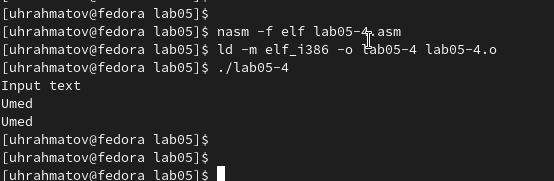 [uhrahmatov@fedora lab05]$
[uhrahmatov@fedora lab05]$ nasm -f elf lab05-4.asm
[uhrahmatov@fedora lab05]$ ld -m elf_i386 -o lab05-4 lab05-4.o
[uhrahmatov@fedora lab05]$ ./lab05-4
Input text
Umed
Umed
[uhrahmatov@fedora lab05]$
[uhrahmatov@fedora lab05]$
[uhrahmatov@fedora lab05]$